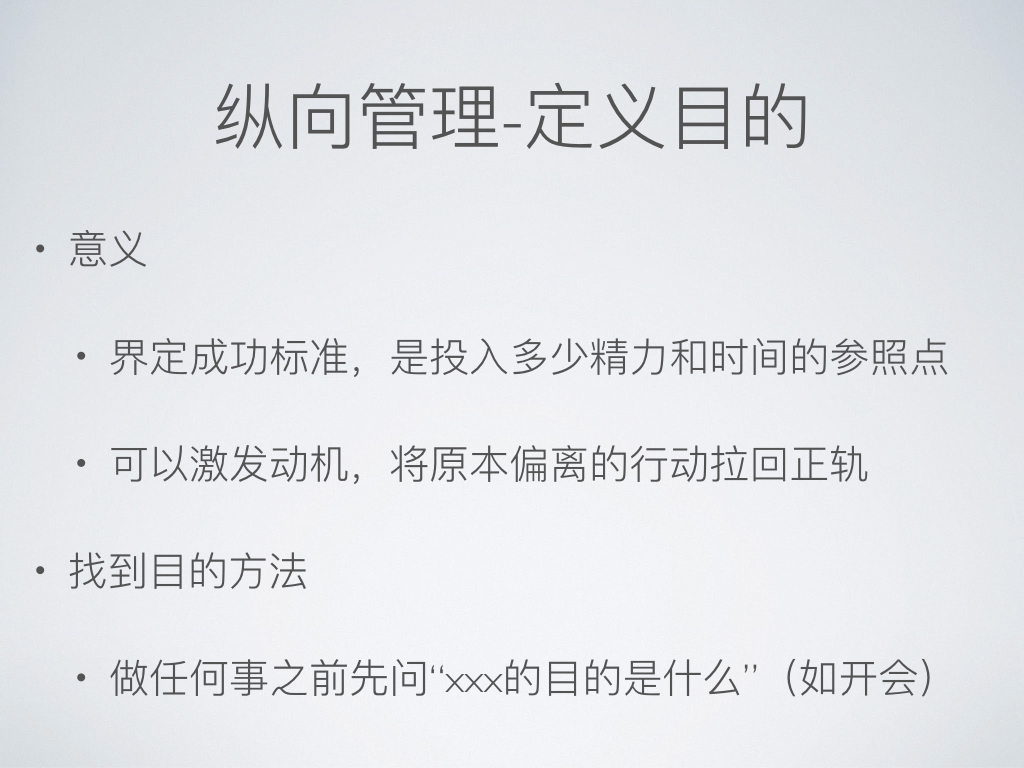 纵向管理-定义目的
• 意义
• 界定成功标准，是投入多少精力和时间的参照点
• 可以激发动机，将原本偏离的行动拉回正轨
• 找到目的方法
• 做任何事之前先问“xxx的目的是什么”（如开会）